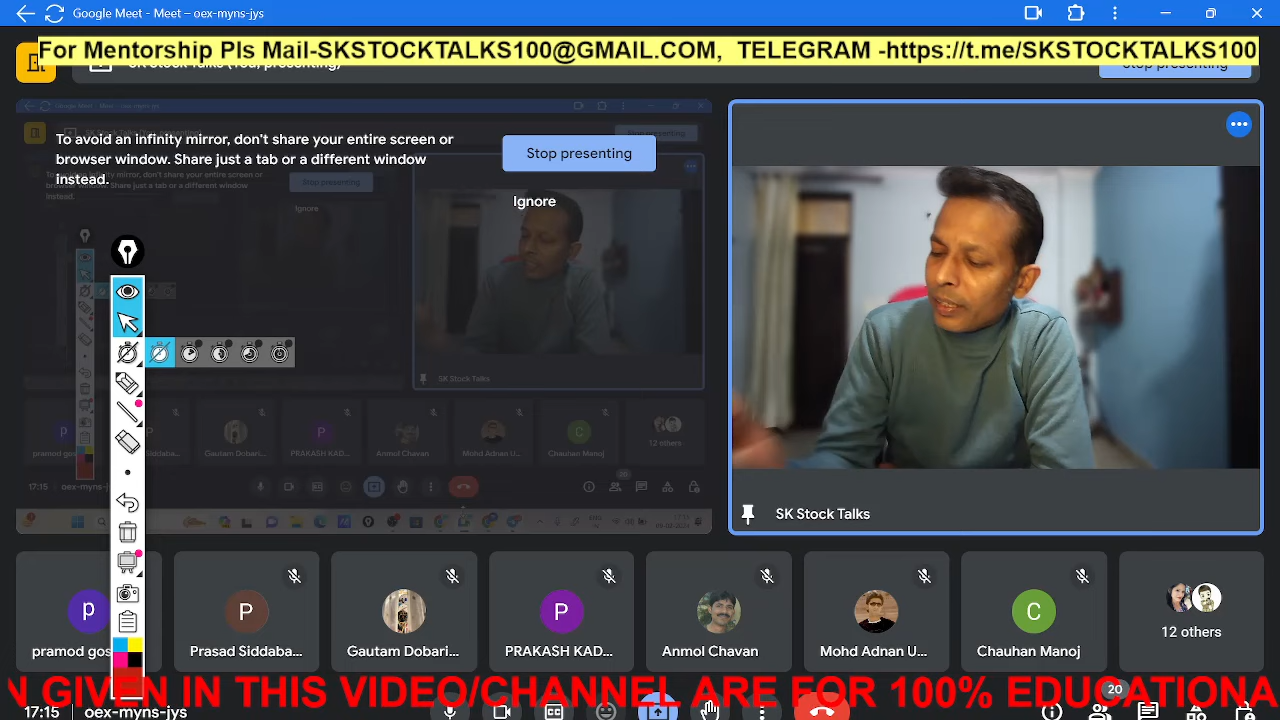 Google Meet - Meet – oex-myns-jys
For Mentorship Pls Mail-SKSTOCKTALKS100@GMAIL.COM, TELEGRAM -https://t.me/SKSTOCKTALKS100
To avoid an infinity mirror, don't share your entire screen or
browser window. Share just a tab or a different window
instead.
Stop presenting
Ignore
SK Stock Talks
pramod gos
Prasad Siddaba...
Gautam Dobari...
PRAKASH KAD...
Anmol Chavan
Mohd Adnan U...
Chauhan Manoj
12 others
N GIVEN IN THIS VIDEO/CHANNEL ARE FOR 100% EDUCATIONA
20
17:15
oex-myns-jys